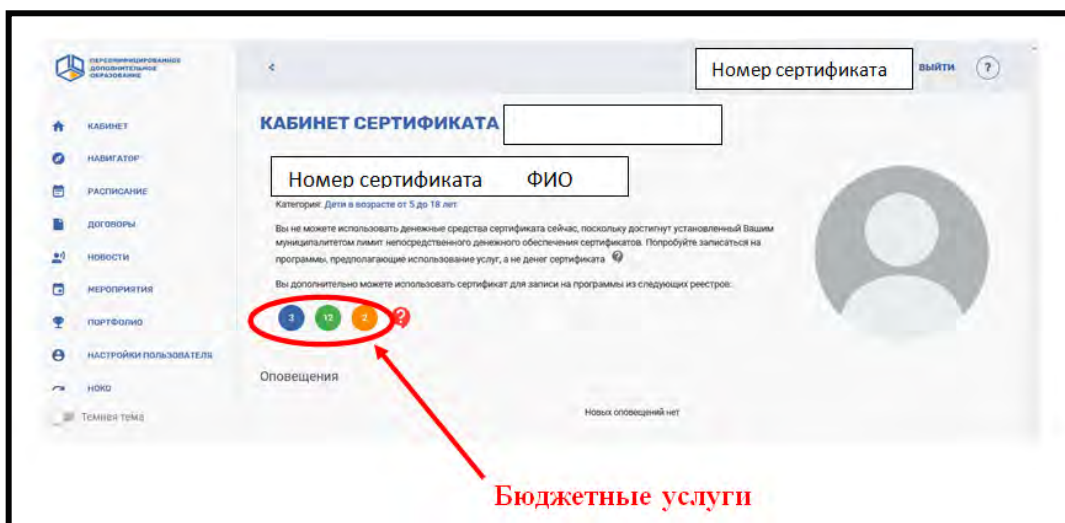 ПЕРСОНИФИЦИРОВАННОЕ
ДОПОЛНИТЕЛЬНОЕ
ОБРАЗОВАНИЕ
<
Номер сертификата
ВЫЙТИ
?
КАБИНЕТ
НАВИГАТОР
РАСПИСАНИЕ
ДОГОВОРЫ
НОВОСТИ
МЕРОПРИЯТИЯ
ПОРТФОЛИО
НАСТРОЙКИ ПОЛЬЗОВАТЕЛЯ
НОКО
Темная тема
КАБИНЕТ СЕРТИФИКАТА
Номер сертификата ФИО
Категория: Дети в возрасте от 5 до 18 лет
Вы не можете использовать денежные средства сертификата сейчас, поскольку достигнут установленный Вашим
муниципалитетом лимит непосредственного денежного обеспечения сертификатов. Попробуйте записаться на
программы, предполагающие использование услуг, а не денег сертификата ?
Вы дополнительно можете использовать сертификат для записи на программы из следующих реестров:
3 12 2 ?
Оповещения
Новых оповещений нет
Бюджетные услуги